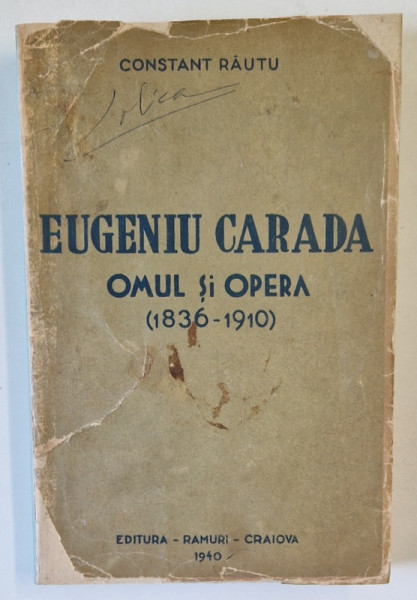 CONSTANT RĂUTU
EUGENIU CARADA
OMUL și OPERA
(1836-1910)
EDITURA - RAMURI - CRAIOVA
1940